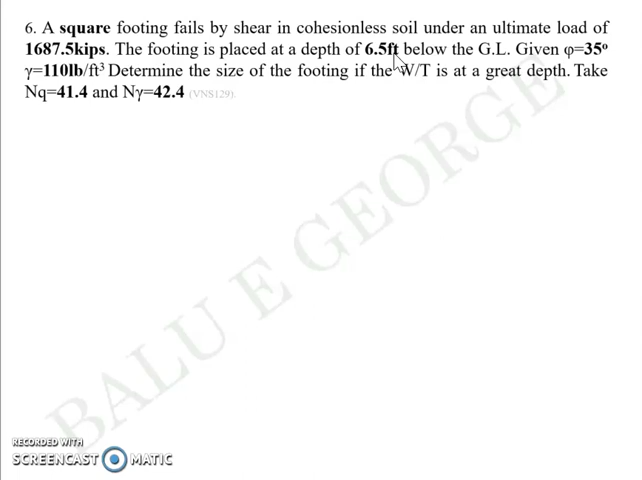 6. A square footing fails by shear in cohesionless soil under an ultimate load of
1687.5kips. The footing is placed at a depth of 6.5ft below the G.L. Given φ=35º
γ=110lb/ft³ Determine the size of the footing if the W/T is at a great depth. Take
Nq=41.4 and Nγ=42.4 (VNS129).
BALU E GEORGE
RECORDED WITH
SCREENCAST MATIC